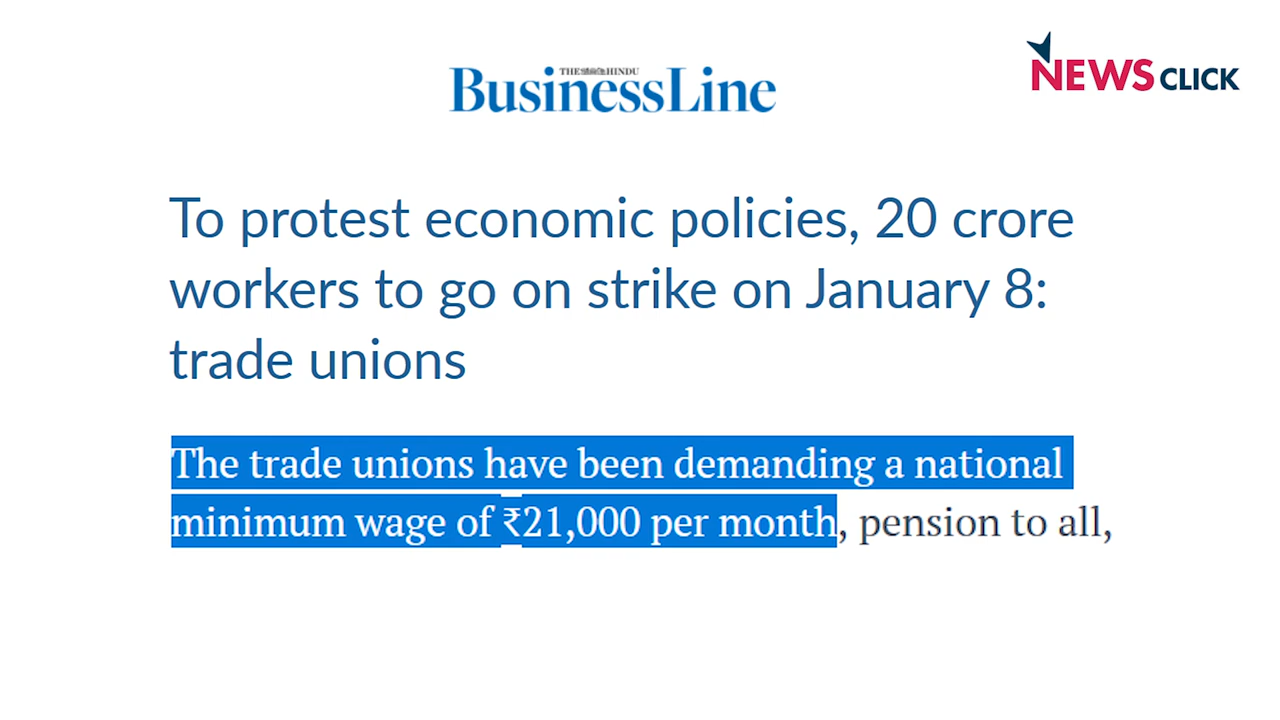 THE HINDU
BusinessLine
NEWSCLICK
To protest economic policies, 20 crore
workers to go on strike on January 8:
trade unions
The trade unions have been demanding a national
minimum wage of ₹21,000 per month, pension to all,